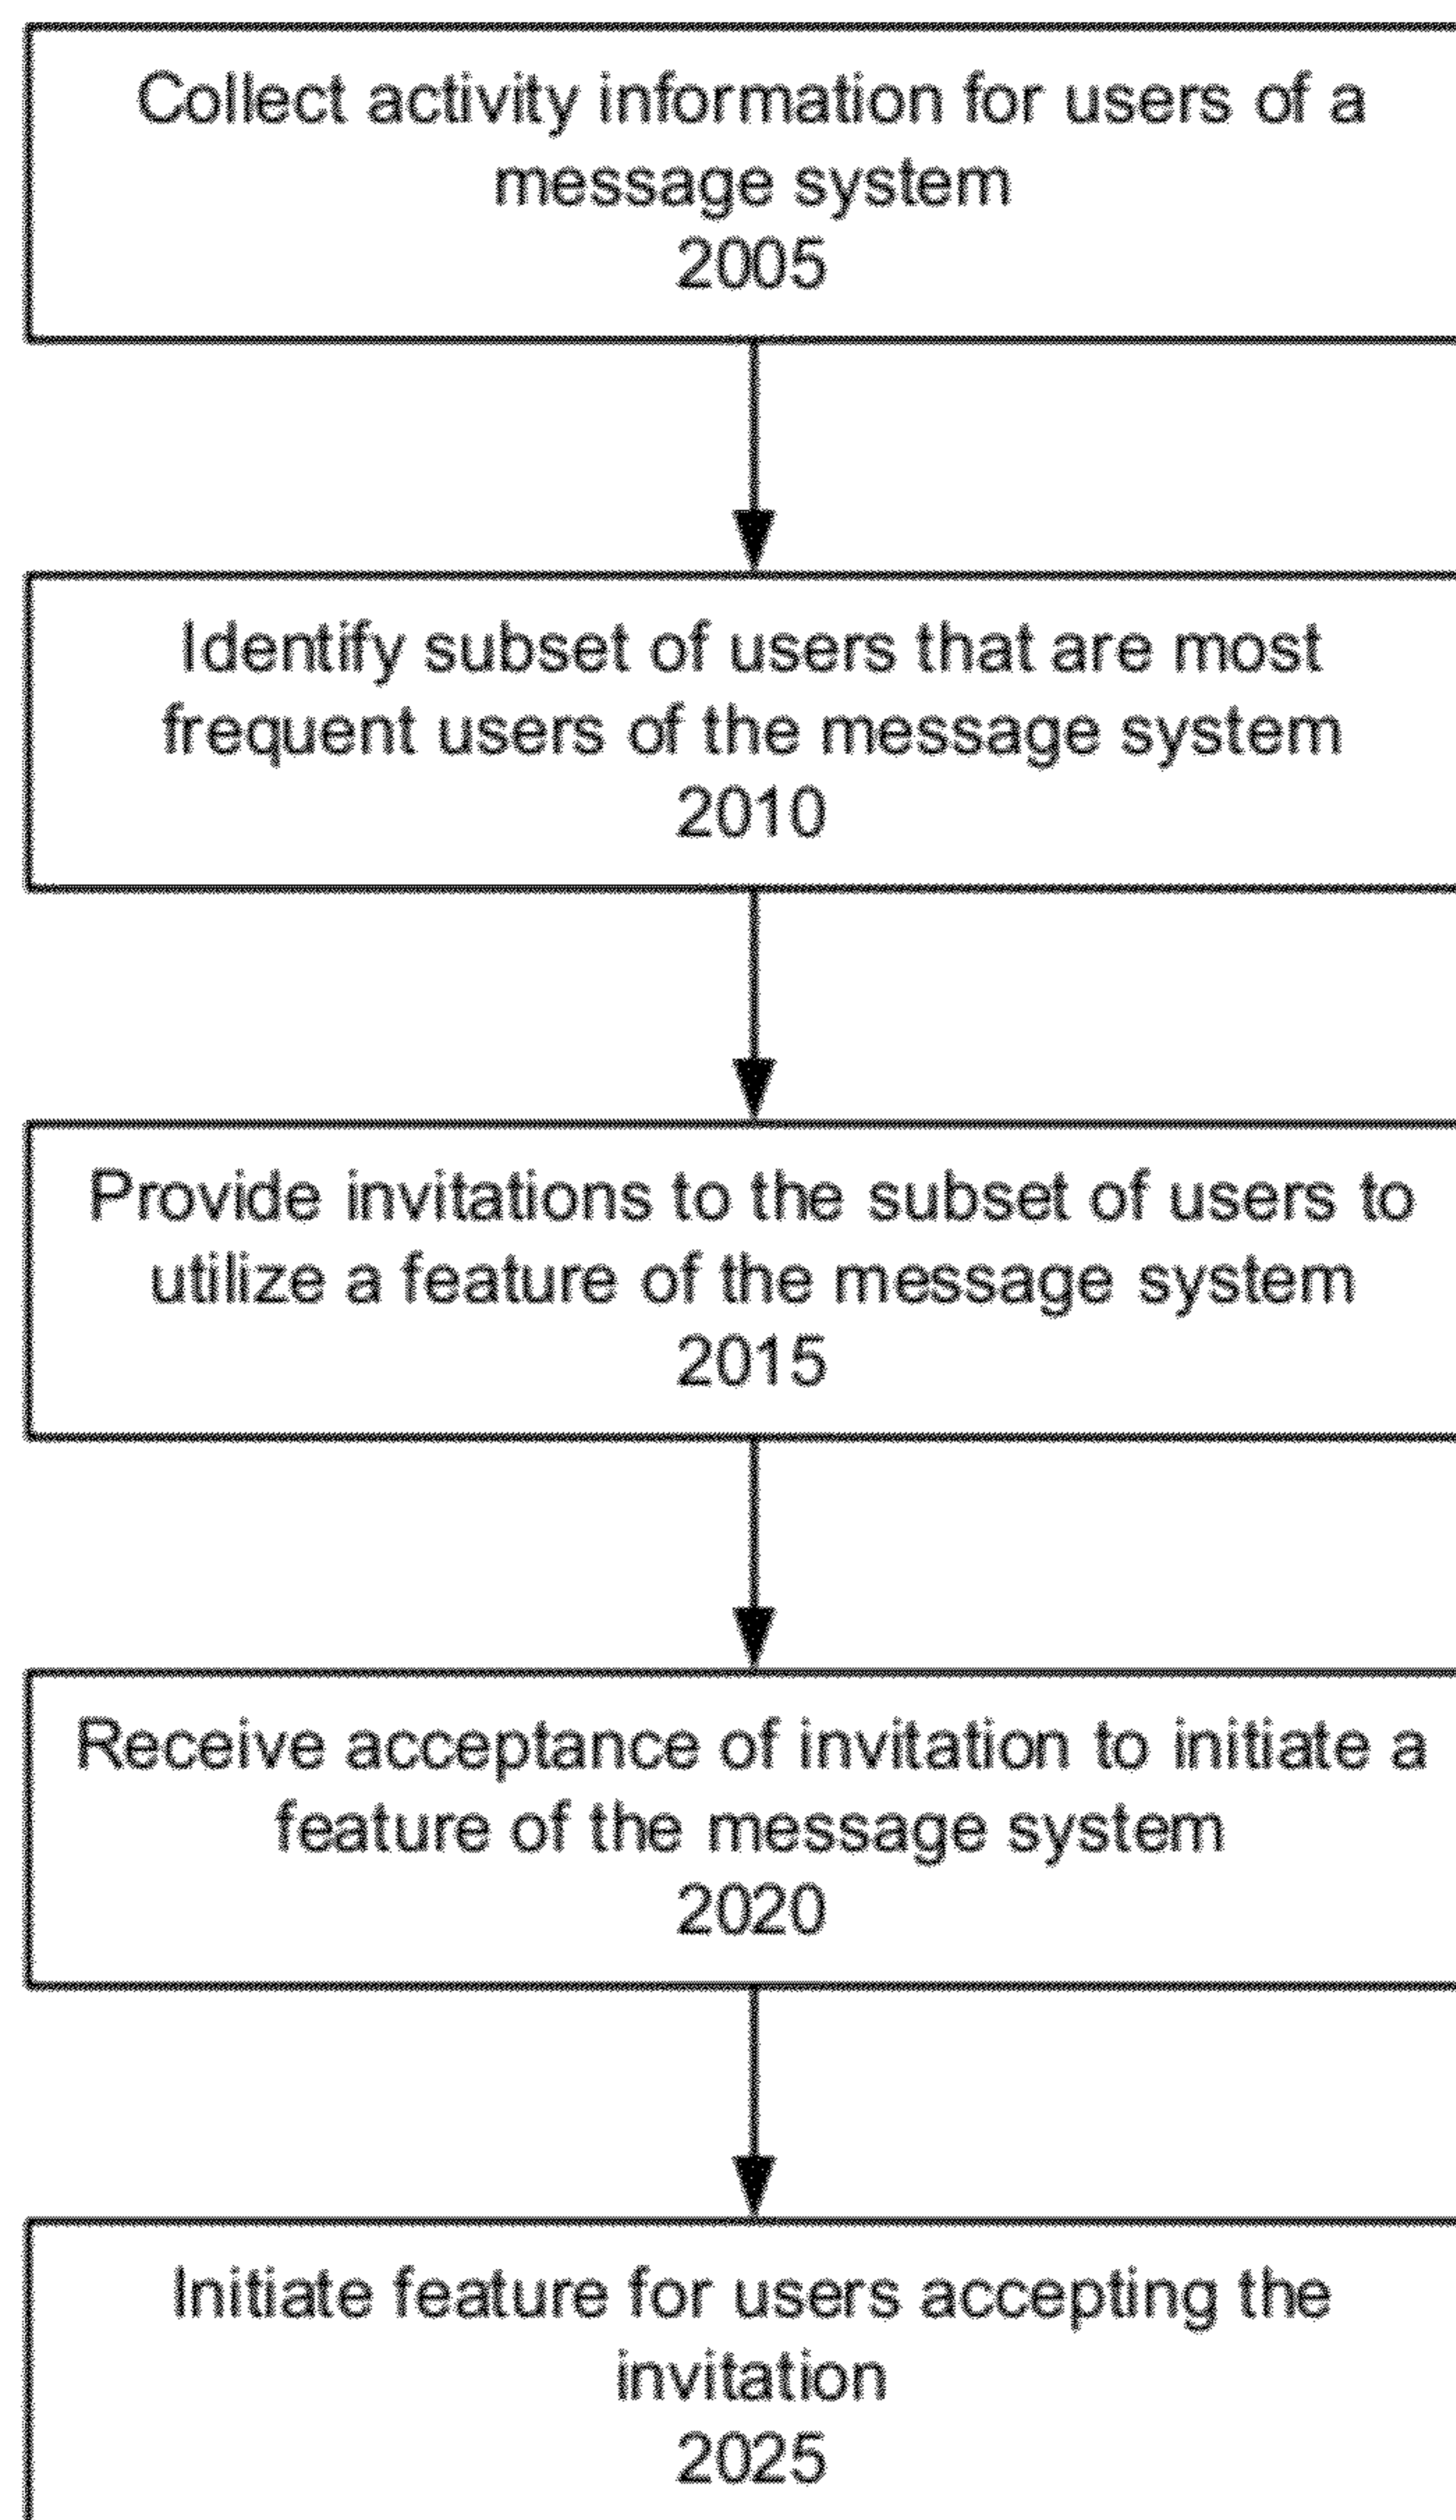 Collect activity information for users of a
message system
2005
Identify subset of users that are most
frequent users of the message system
2010
Provide invitations to the subset of users to
utilize a feature of the message system
2015
Receive acceptance of invitation to initiate a
feature of the message system
2020
Initiate feature for users accepting the
invitation
2025